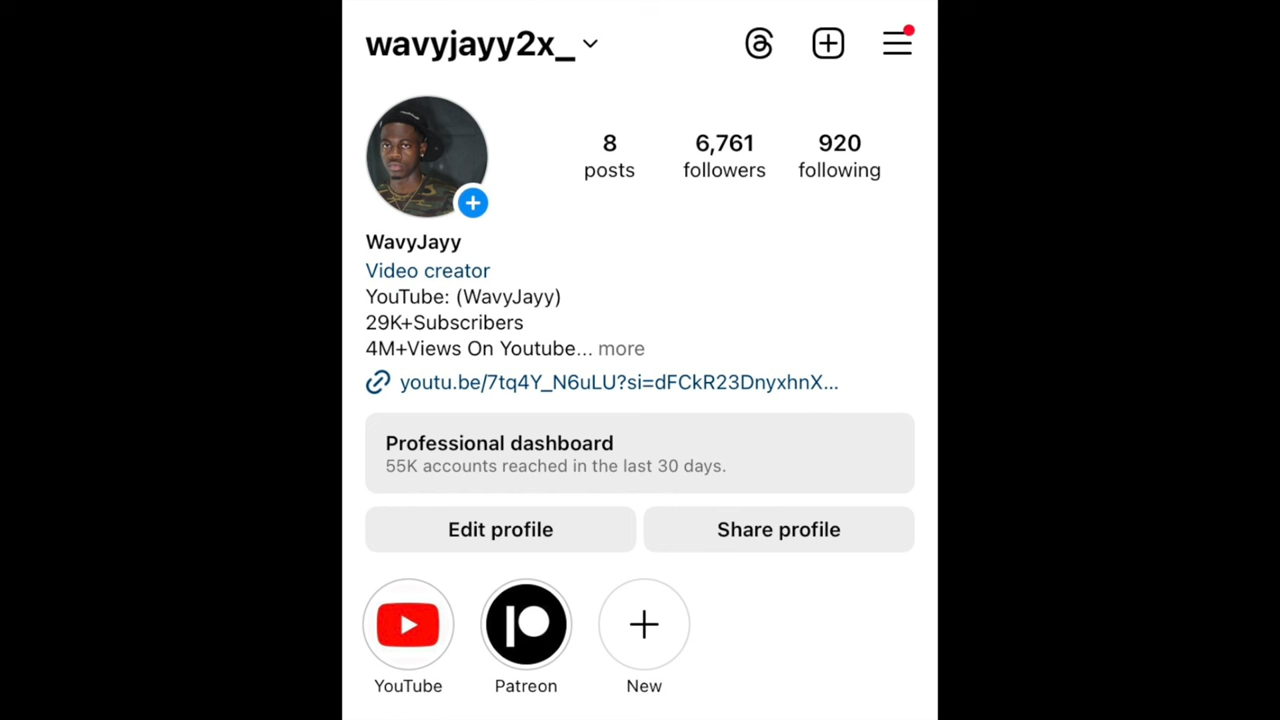 wavyjayy2x_
8 6,761 920
posts followers following
WavyJayy
Video creator
YouTube: (WavyJayy)
29K+Subscribers
4M+Views On Youtube... more
youtu.be/7tq4Y_N6uLU?si=dFCkR23DnyxhnX...
Professional dashboard
55K accounts reached in the last 30 days.
Edit profile Share profile
YouTube Patreon New